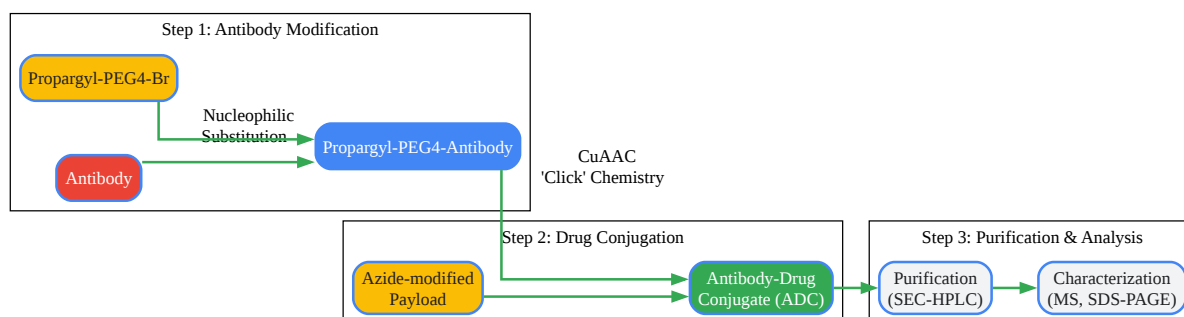 Step 1: Antibody Modification
Propargyl-PEG4-Br
Nucleophilic
Substitution
Propargyl-PEG4-Antibody
Antibody
CuAAC
'Click' Chemistry
Step 2: Drug Conjugation
Azide-modified
Payload
Antibody-Drug
Conjugate (ADC)
Step 3: Purification & Analysis
Purification
(SEC-HPLC)
Characterization
(MS, SDS-PAGE)